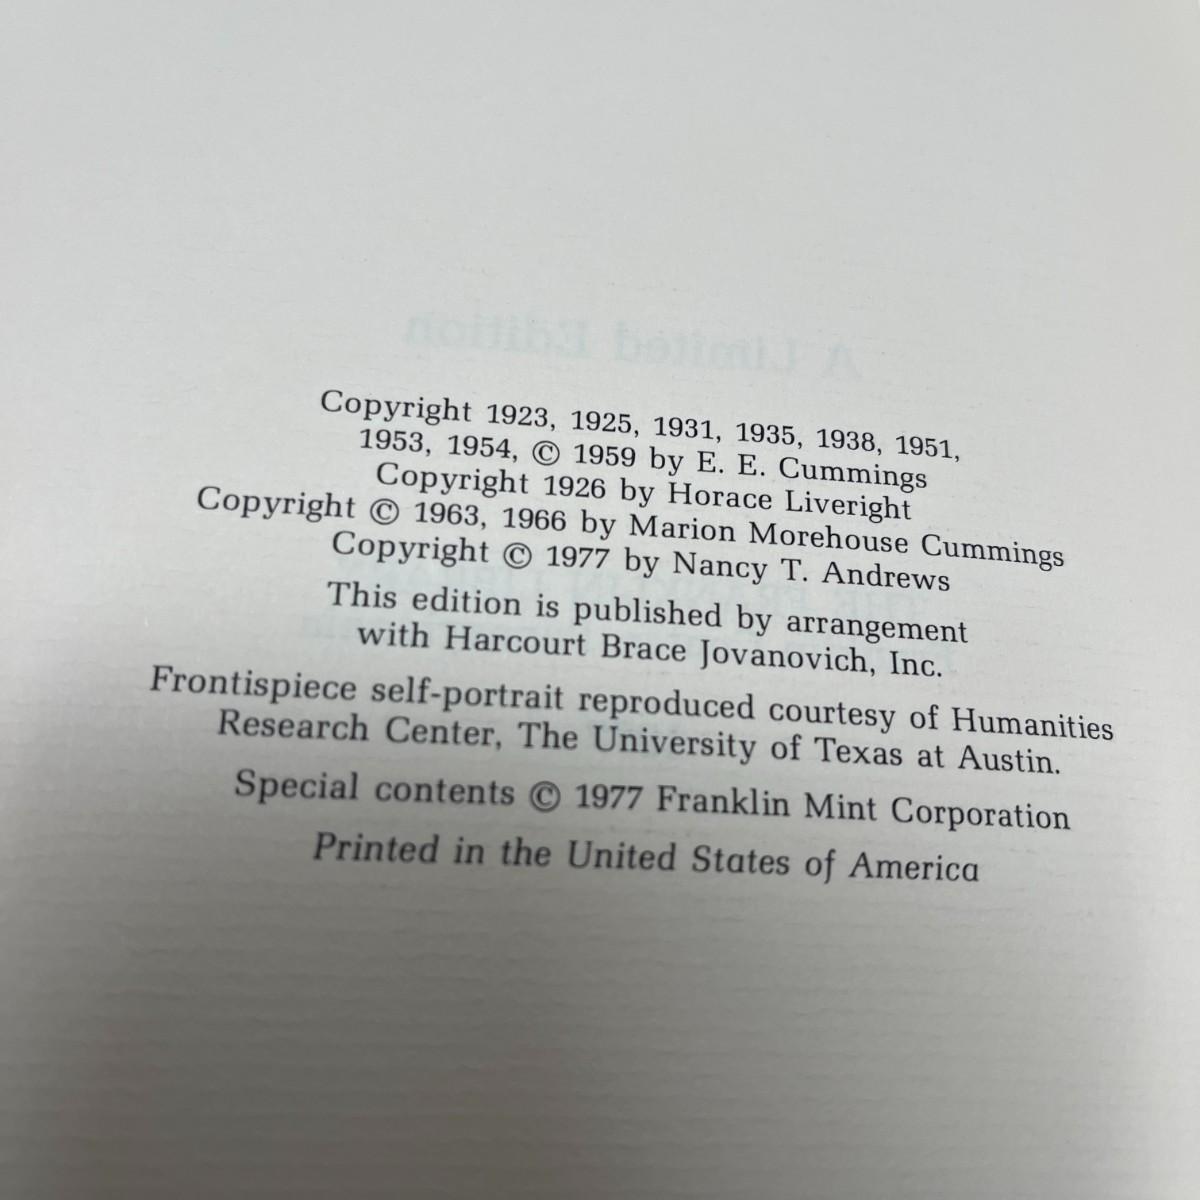 A Limited Edition
Copyright 1923, 1925, 1931, 1935, 1938, 1951,
1953, 1954, © 1959 by E. E. Cummings
Copyright 1926 by Horace Liveright
Copyright © 1963, 1966 by Marion Morehouse Cummings
Copyright © 1977 by Nancy T. Andrews
This edition is published by arrangement
with Harcourt Brace Jovanovich, Inc.
Frontispiece self-portrait reproduced courtesy of Humanities
Research Center, The University of Texas at Austin.
Special contents © 1977 Franklin Mint Corporation
Printed in the United States of America